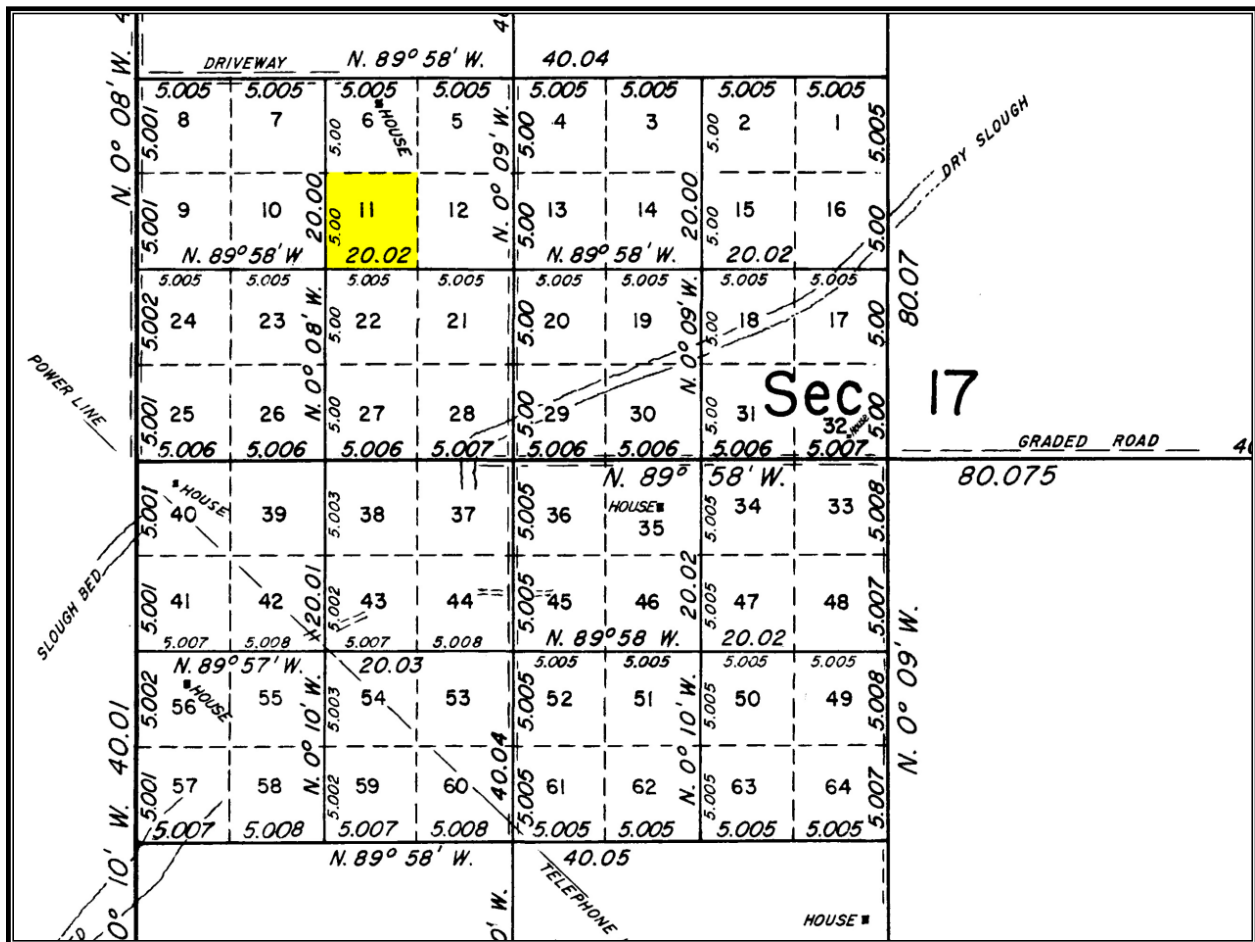 DRIVEWAY N. 89° 58' W. 40.04
N. 0° 08' W.
5.005 5.005 5.005 5.005 5.005 5.005 5.005 5.005
5.001 8 7 5.00 6 HOUSE 5 N. 0° 09' W. 5.00 4 3 5.00 2 1 5.005
DRY SLOUGH
5.001 9 10 20.00 5.00 11 12 5.00 13 14 20.00 5.00 15 16 5.00
N. 89° 58' W 20.02 N. 89° 58' W. 20.02
5.005 5.005 5.005 5.005 5.005 5.005 5.005 5.005
5.002 24 23 N. 0° 08' W. 5.00 22 21 20 19 N. 0° 09' W. 5.00 18 17 5.00 80.07
POWER LINE
5.001 25 26 5.00 27 28 5.00 29 30 5.00 31 32 HOUSE 5.00
Sec 17
5.006 5.006 5.006 5.007 5.006 5.006 5.007
GRADED ROAD
N. 89° 58' W. 80.075
5.001 HOUSE 40 39 5.003 38 37 5.005 36 HOUSE 35 5.005 34 33 5.008
SLOUGH BED
5.001 41 42 20.01 5.002 43 44 5.005 45 46 20.02 5.005 47 48 5.007
5.007 5.008 5.007 5.008 N. 89° 58 W. 20.02
N. 89° 57' W. 20.03 5.005 5.005 5.005 5.005
5.002 HOUSE 56 55 N. 0° 10' W. 5.003 54 53 5.005 52 51 N. 0° 10' W. 5.005 50 49 5.008 N. 0° 09' W.
0° 10' W. 40.01
5.001 57 58 5.002 59 60 40.04 5.005 61 62 5.005 63 64 5.007
5.007 5.008 5.007 5.008 5.005 5.005 5.005 5.005
N. 89° 58' W. 40.05
TELEPHONE
HOUSE